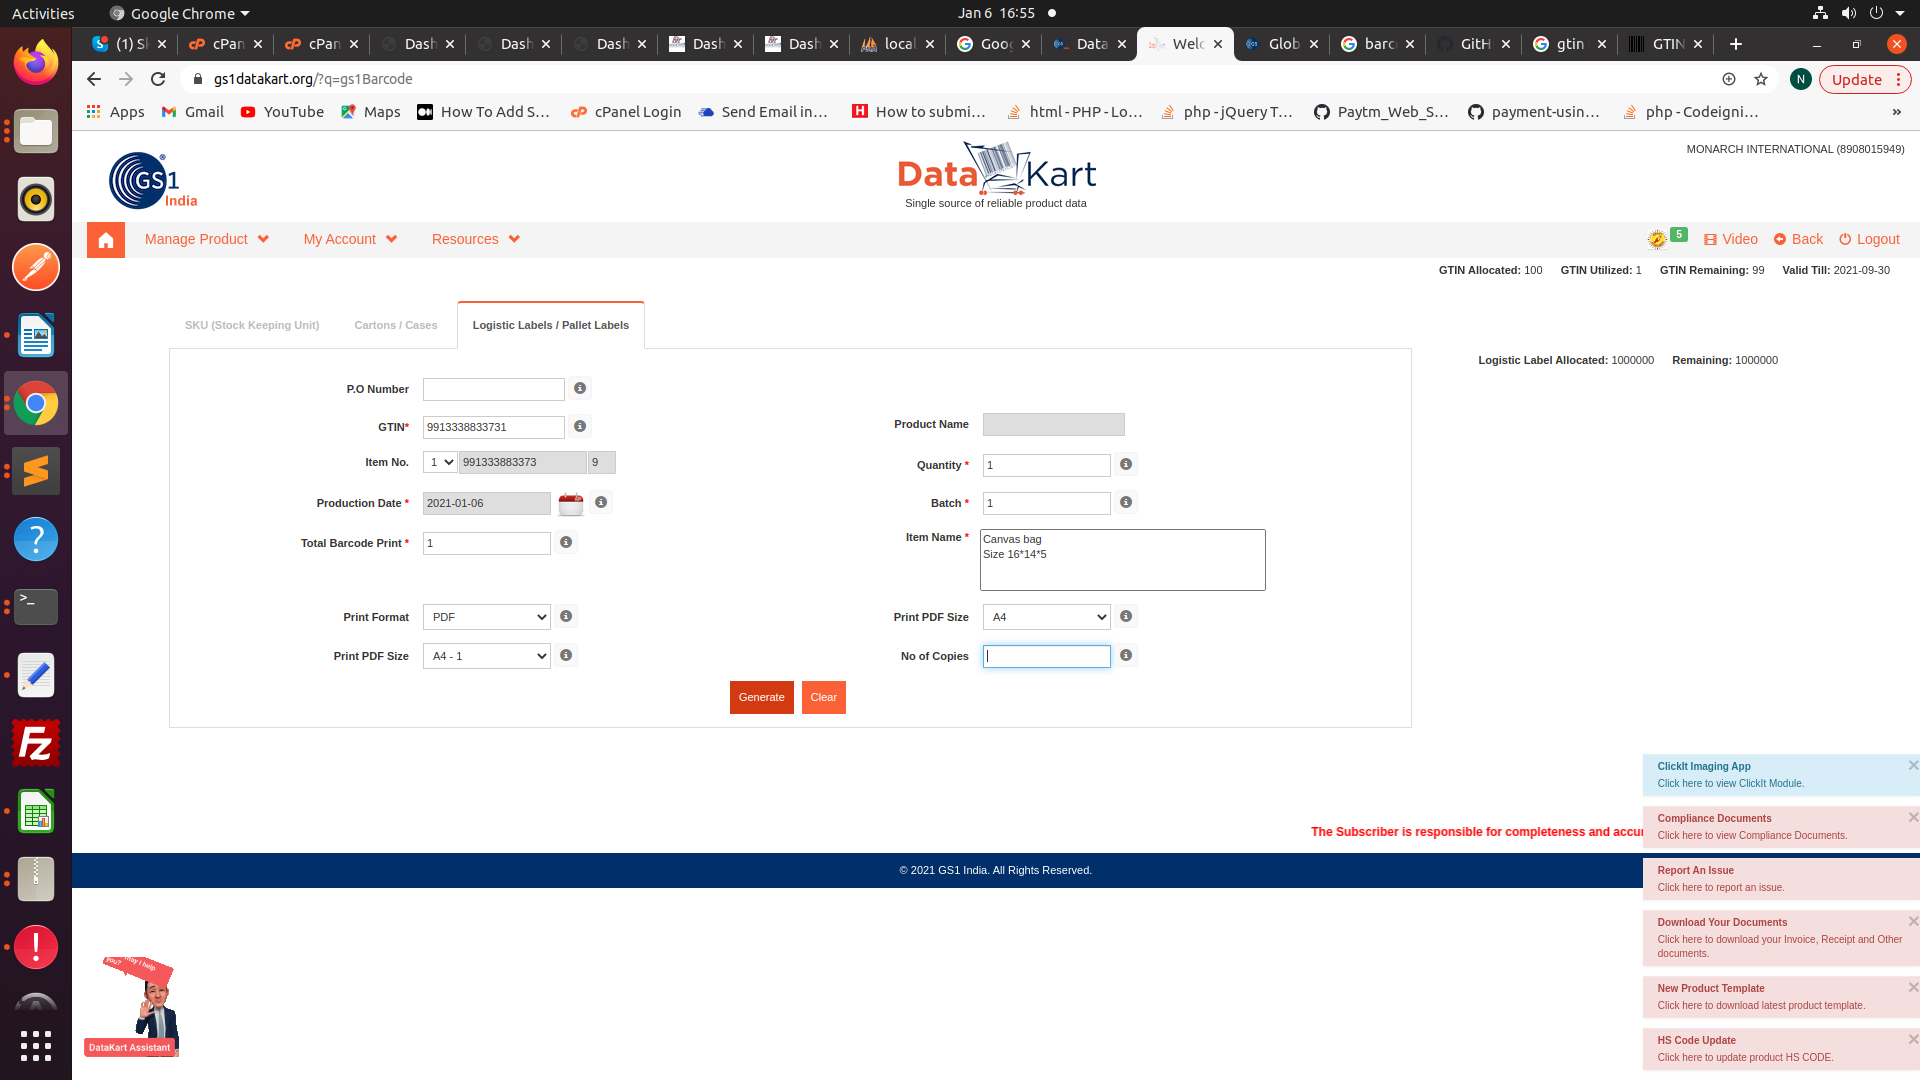 Activities
Google Chrome
Jan 6 16:55
(1) Sk
cPan
cPan
Dash
Dash
Dash
Dash
Dash
local
Goog
Data
Welc
Glob
barc
GitH
gtin
GTIN
gs1datakart.org/?q=gs1Barcode
N
Update
Apps
Gmail
YouTube
Maps
How To Add S...
cPanel Login
Send Email in...
How to submi...
html - PHP - Lo...
php - jQuery T...
Paytm_Web_S...
payment-usin...
php - Codeigni...
»
GS1
India
Data Kart
Single source of reliable product data
MONARCH INTERNATIONAL (8908015949)
Manage Product
My Account
Resources
5
Video
Back
Logout
GTIN Allocated: 100 GTIN Utilized: 1 GTIN Remaining: 99 Valid Till: 2021-09-30
SKU (Stock Keeping Unit)
Cartons / Cases
Logistic Labels / Pallet Labels
Logistic Label Allocated: 1000000 Remaining: 1000000
P.O Number
GTIN* 9913338833731
Product Name
Item No. 1 991333883373 9
Quantity * 1
Production Date * 2021-01-06
Batch * 1
Total Barcode Print * 1
Item Name * Canvas bag
Size 16*14*5
Print Format PDF
Print PDF Size A4
Print PDF Size A4 - 1
No of Copies
Generate
Clear
ClickIt Imaging App
Click here to view ClickIt Module.
Compliance Documents
Click here to view Compliance Documents.
The Subscriber is responsible for completeness and accur
© 2021 GS1 India. All Rights Reserved.
Report An Issue
Click here to report an issue.
Download Your Documents
Click here to download your Invoice, Receipt and Other
documents.
New Product Template
Click here to download latest product template.
HS Code Update
Click here to update product HS CODE.
May I help
you?
DataKart Assistant